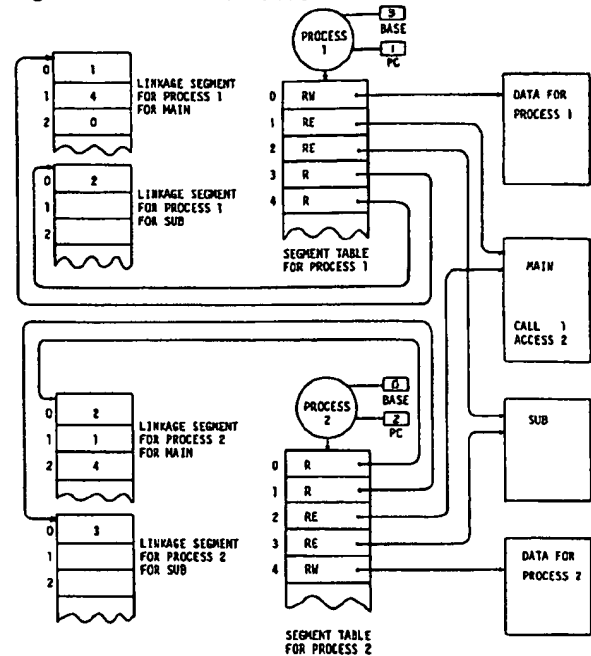 PROCESS
1
3
BASE
1
PC
0 1
1 4
2 0
LINKAGE SEGMENT
FOR PROCESS 1
FOR MAIN
0 2
1
2
LINKAGE SEGMENT
FOR PROCESS 1
FOR SUB
0 RW
1 RE
2 RE
3 R
4 R
SEGMENT TABLE
FOR PROCESS 1
DATA FOR
PROCESS 1
MAIN
CALL 1
ACCESS 2
SUB
DATA FOR
PROCESS 2
PROCESS
2
0
BASE
2
PC
0 2
1 1
2 4
LINKAGE SEGMENT
FOR PROCESS 2
FOR MAIN
0 3
1
2
LINKAGE SEGMENT
FOR PROCESS 2
FOR SUB
0 R
1 R
2 RE
3 RE
4 RW
SEGMENT TABLE
FOR PROCESS 2